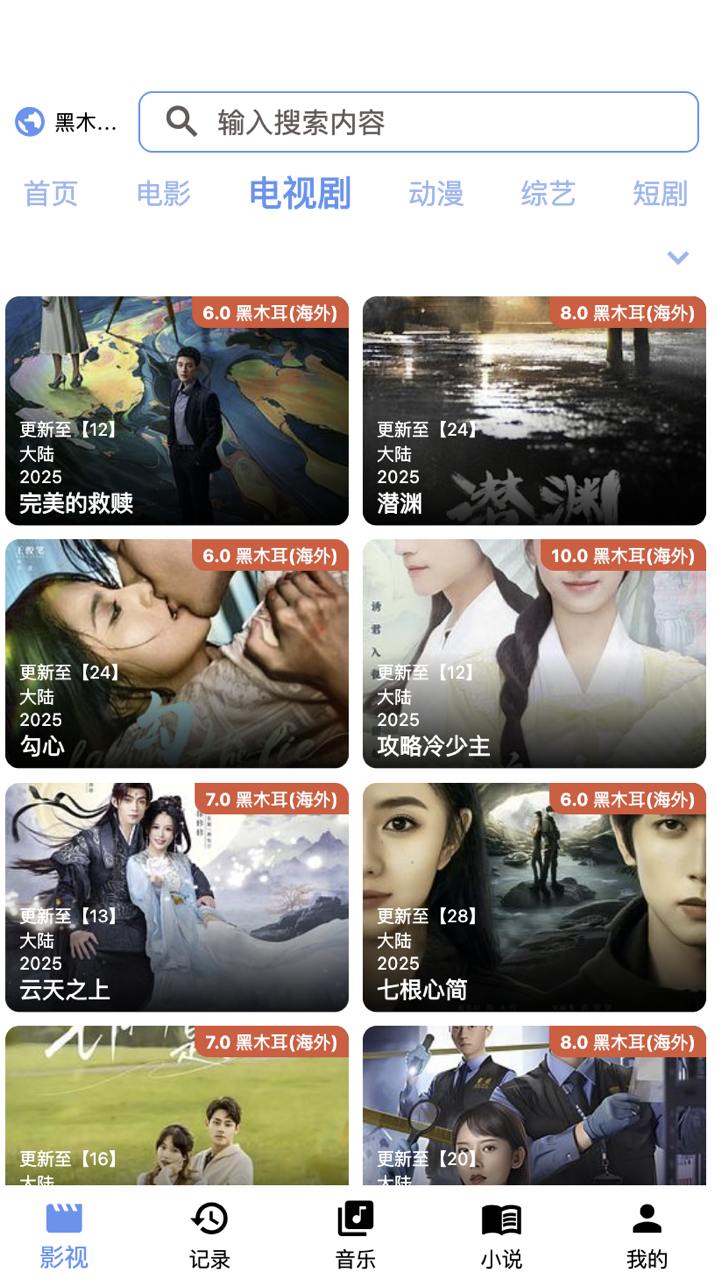 黑木...
输入搜索内容
首页
电影
电视剧
动漫
综艺
短剧
6.0 黑木耳(海外)
更新至【12】
大陆
2025
完美的救赎
8.0 黑木耳(海外)
更新至【24】
大陆
2025
潜渊
潜渊
6.0 黑木耳(海外)
更新至【24】
大陆
2025
勾心
10.0 黑木耳(海外)
诱
君
入
更新至【12】
大陆
2025
攻略冷少主
7.0 黑木耳(海外)
更新至【13】
大陆
2025
云天之上
6.0 黑木耳(海外)
更新至【28】
大陆
2025
七根心简
7.0 黑木耳(海外)
更新至【16】
大陆
8.0 黑木耳(海外)
更新至【20】
大陆
影视
记录
音乐
小说
我的